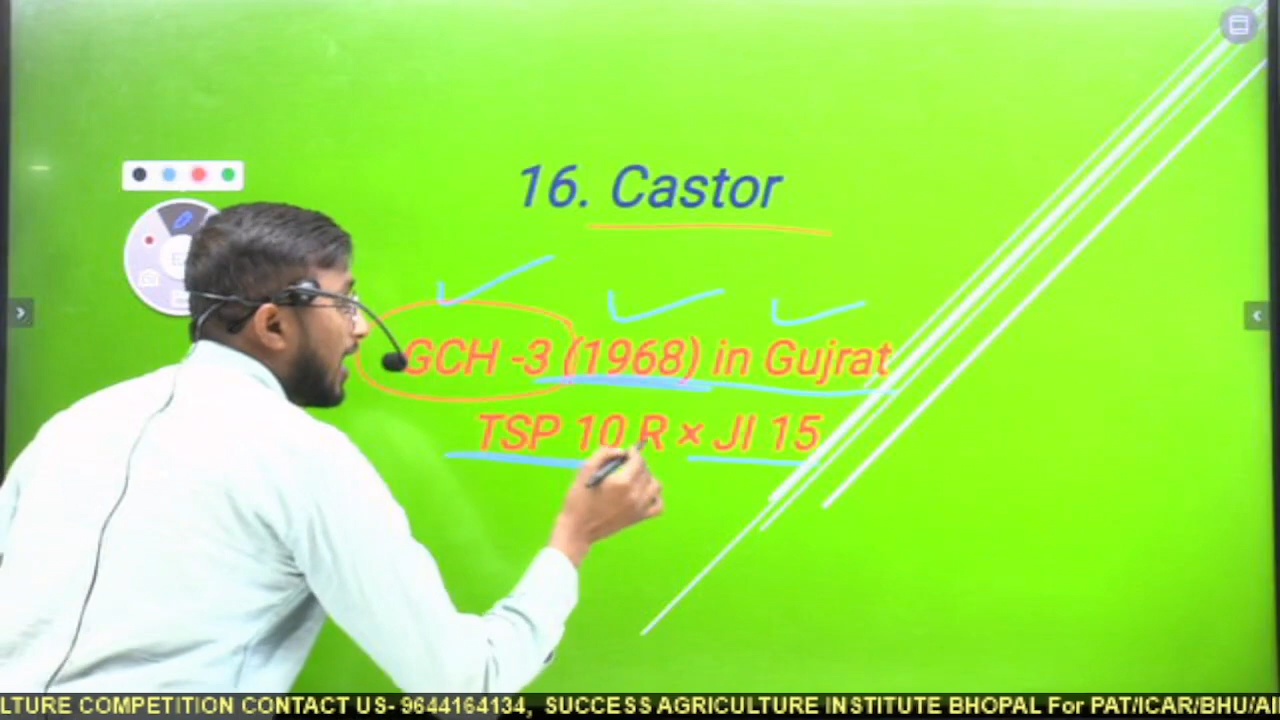 16. Castor
GCH -3 (1968) in Gujrat
TSP 10 R × JI 15
LTURE COMPETITION CONTACT US- 9644164134, SUCCESS AGRICULTURE INSTITUTE BHOPAL For PAT/ICAR/BHU/AI